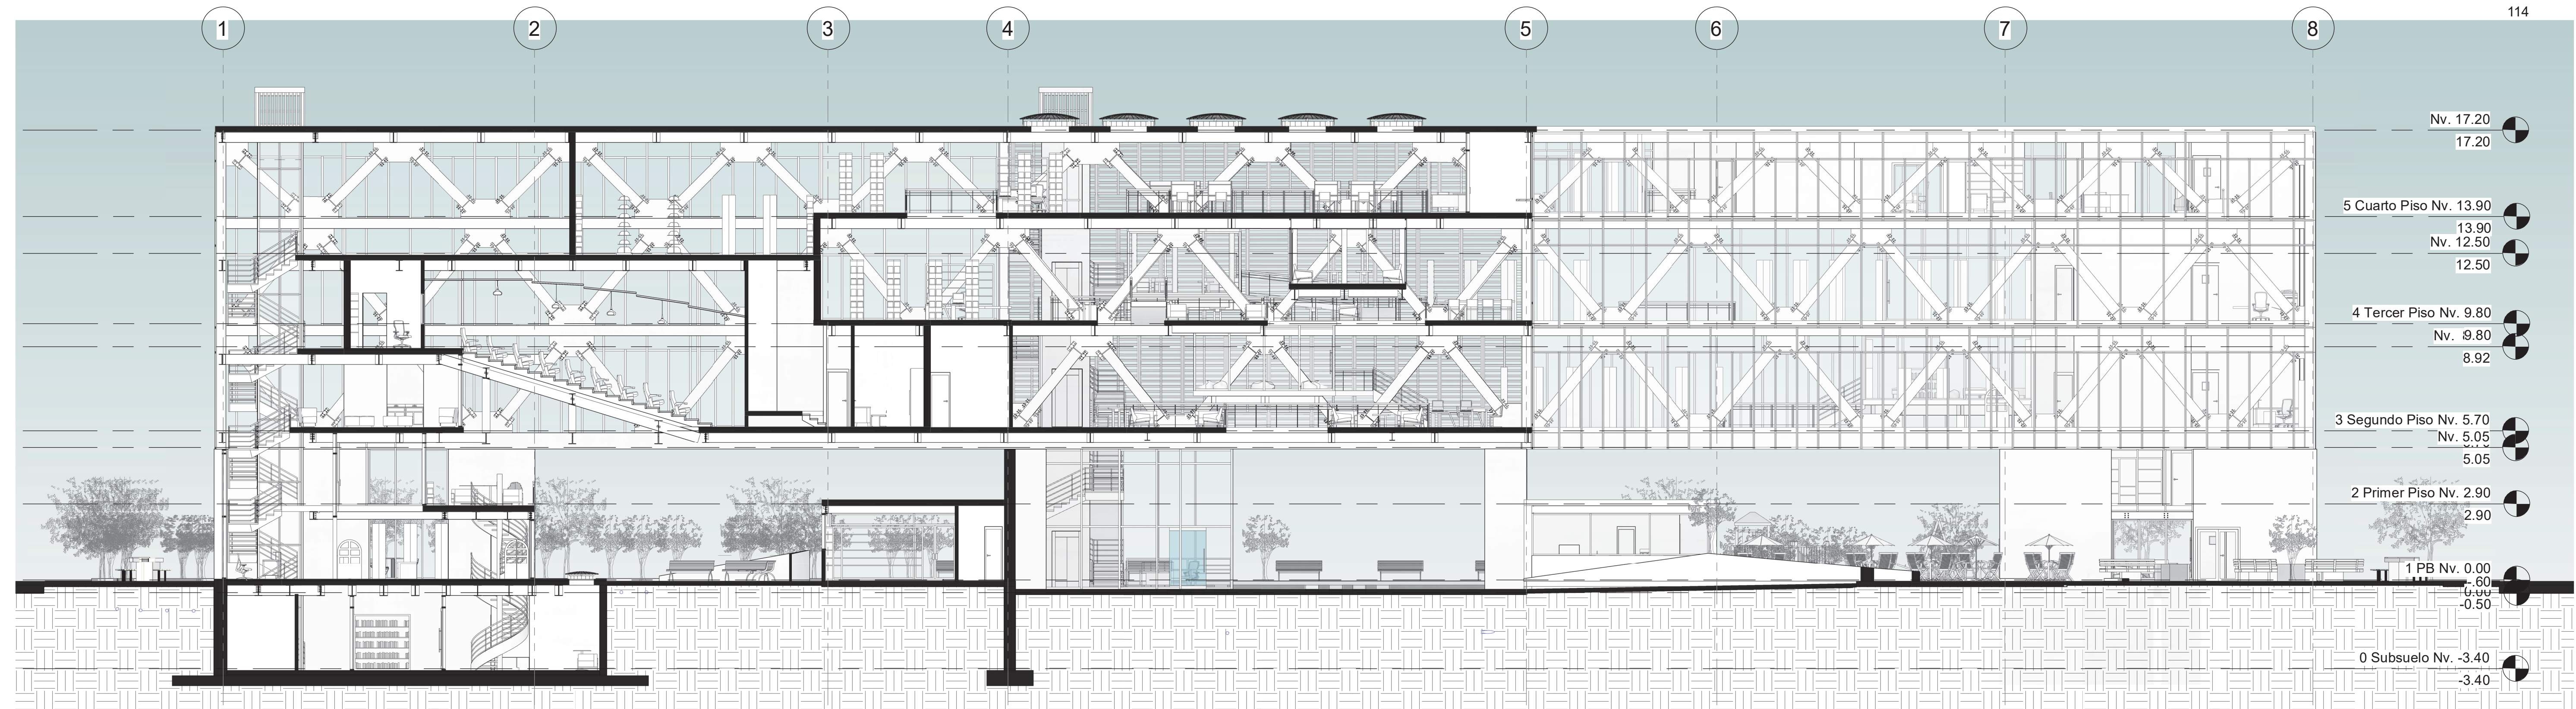 114
1 2 3 4 5 6 7 8
Nv. 17.20
17.20
5 Cuarto Piso Nv. 13.90
13.90
Nv. 12.50
12.50
4 Tercer Piso Nv. 9.80
9.80
Nv.
8.92
3 Segundo Piso Nv. 5.70
Nv. 5.05
5.05
2 Primer Piso Nv. 2.90
2.90
1 PB Nv. 0.00
-.60
0.00
-0.50
0 Subsuelo Nv. -3.40
-3.40